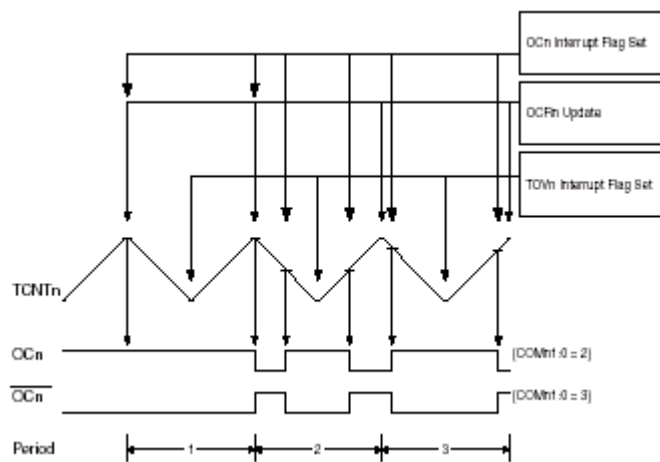 OCn Interrupt Flag Set
OCRn Update
TOVn Interrupt Flag Set
TCNTn
OCn
(COMn1:0 = 2)
OCn
(COMn1:0 = 3)
Period
1
2
3